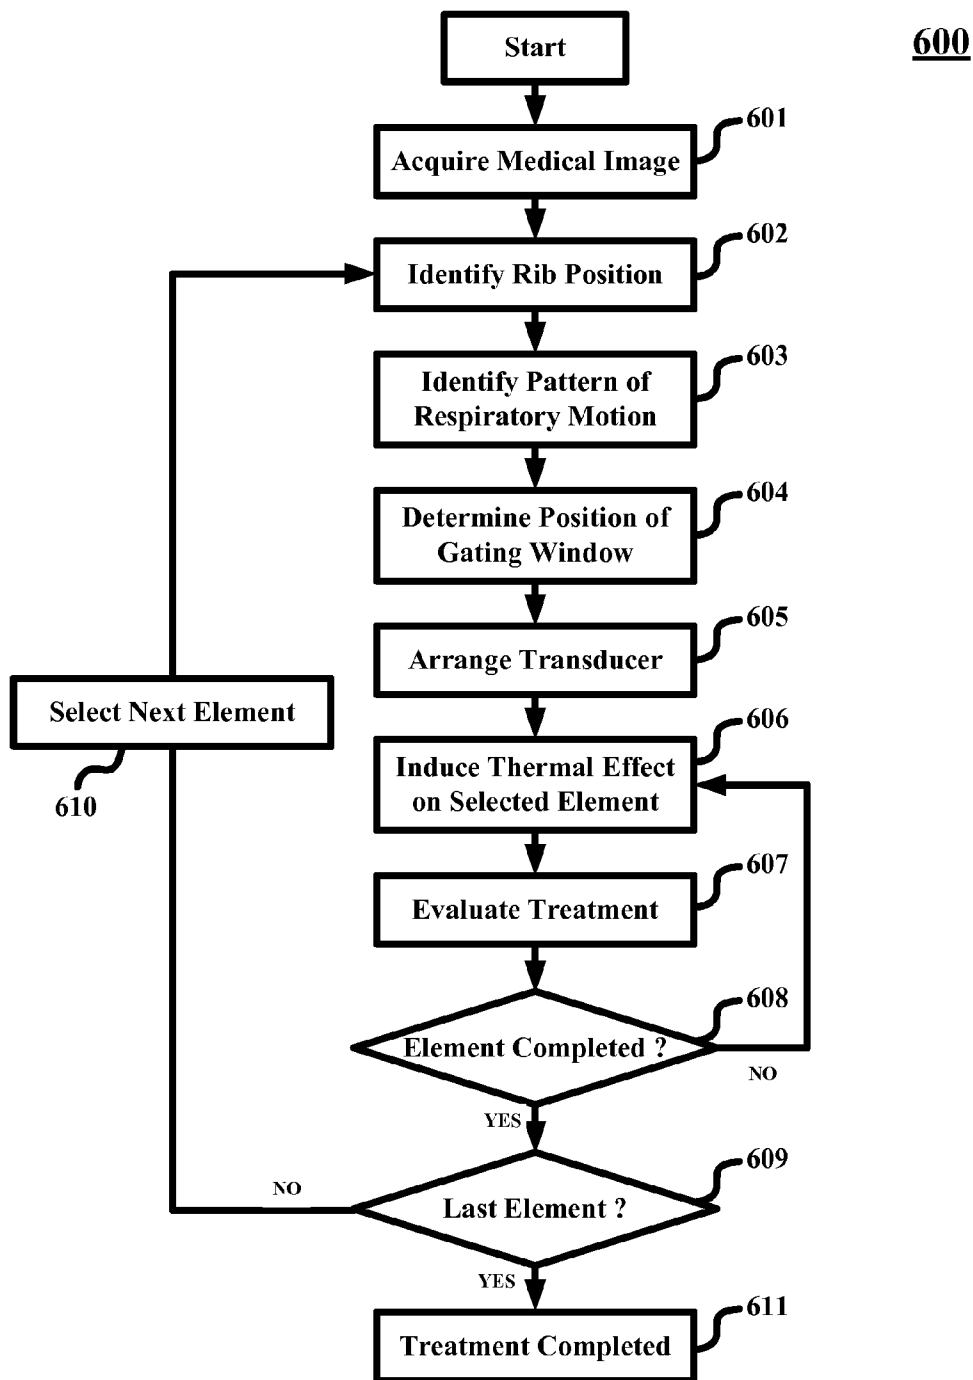 600
Start
601
Acquire Medical Image
602
Identify Rib Position
603
Identify Pattern of
Respiratory Motion
604
Determine Position of
Gating Window
605
Arrange Transducer
606
Induce Thermal Effect
on Selected Element
607
Evaluate Treatment
608
Element Completed ?
NO
YES
609
Last Element ?
NO
YES
Select Next Element
610
611
Treatment Completed